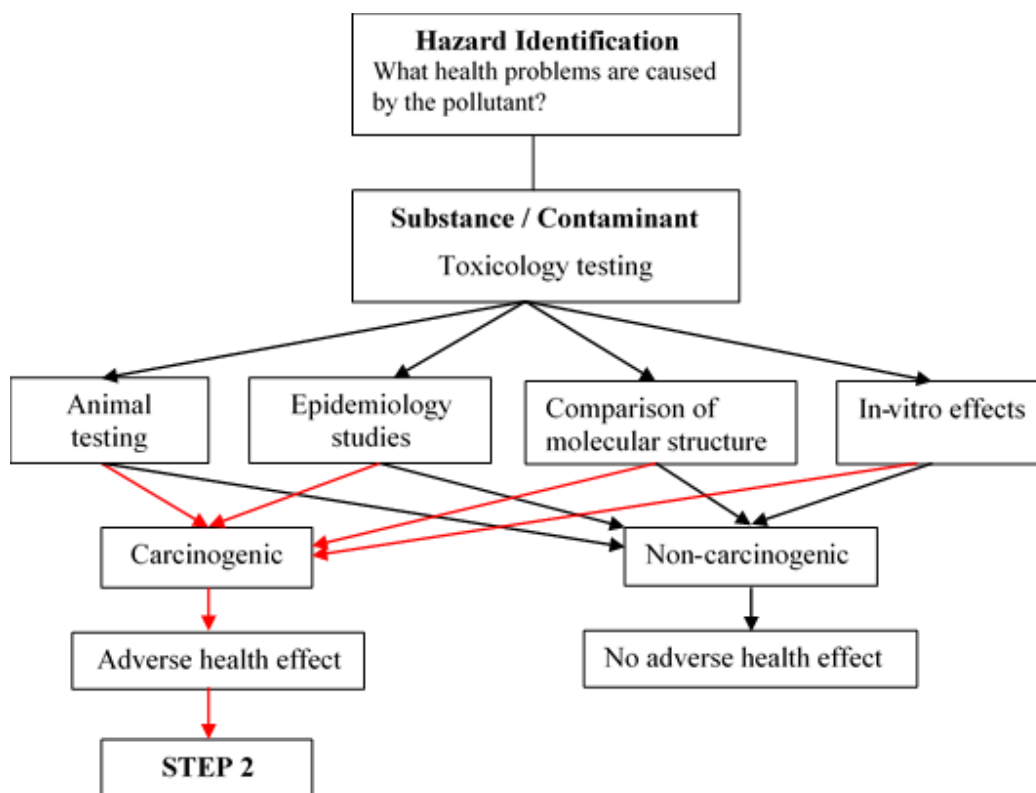 Hazard Identification
What health problems are caused
by the pollutant?
Substance / Contaminant
Toxicology testing
Animal
testing
Epidemiology
studies
Comparison of
molecular structure
In-vitro effects
Carcinogenic
Non-carcinogenic
Adverse health effect
No adverse health effect
STEP 2